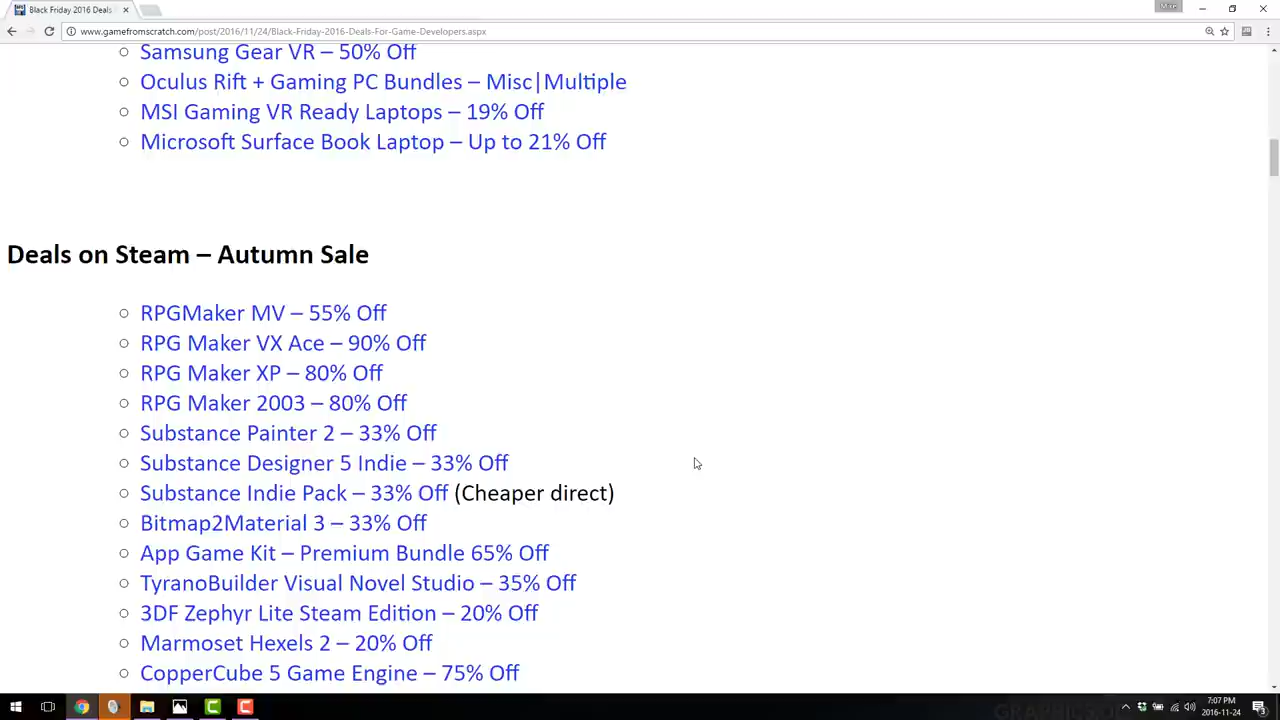 Black Friday 2016 Deals
Mike
www.gamefromscratch.com/post/2016/11/24/Black-Friday-2016-Deals-For-Game-Developers.aspx
Samsung Gear VR – 50% Off
Oculus Rift + Gaming PC Bundles – Misc|Multiple
MSI Gaming VR Ready Laptops – 19% Off
Microsoft Surface Book Laptop – Up to 21% Off
Deals on Steam – Autumn Sale
RPGMaker MV – 55% Off
RPG Maker VX Ace – 90% Off
RPG Maker XP – 80% Off
RPG Maker 2003 – 80% Off
Substance Painter 2 – 33% Off
Substance Designer 5 Indie – 33% Off
Substance Indie Pack – 33% Off (Cheaper direct)
Bitmap2Material 3 – 33% Off
App Game Kit – Premium Bundle 65% Off
TyranoBuilder Visual Novel Studio – 35% Off
3DF Zephyr Lite Steam Edition – 20% Off
Marmoset Hexels 2 – 20% Off
CopperCube 5 Game Engine – 75% Off
7:07 PM
2016-11-24